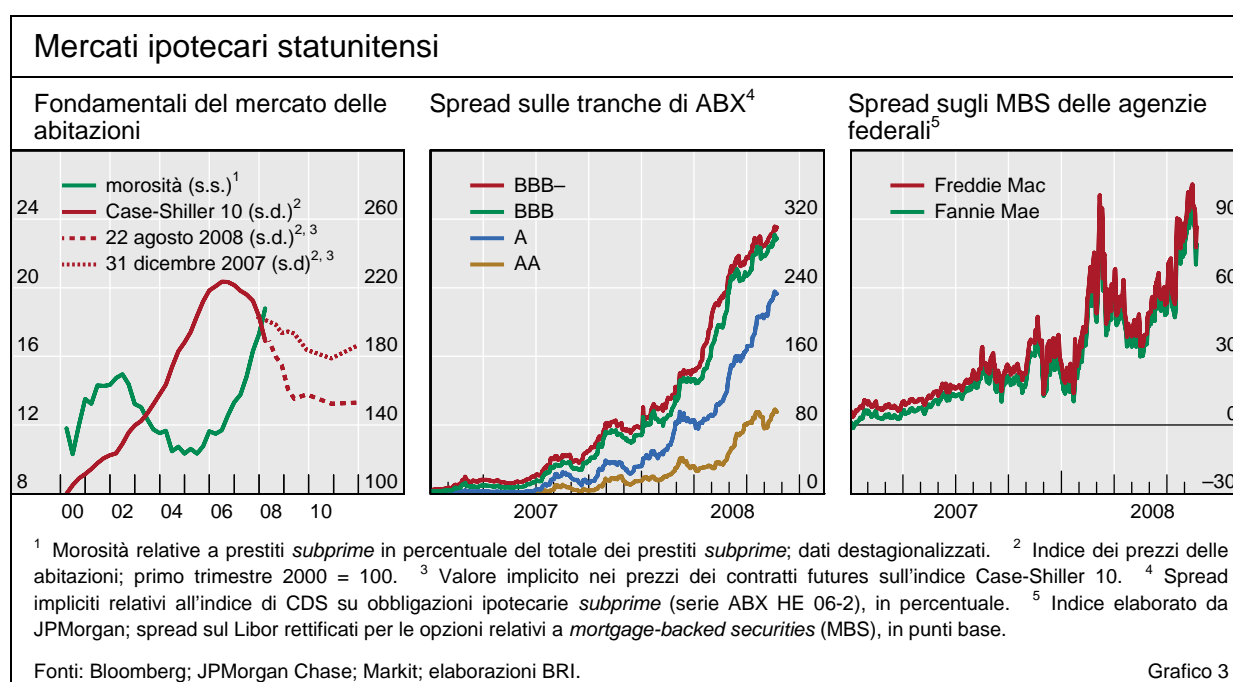 Mercati ipotecari statunitensi
Fondamentali del mercato delle
abitazioni
morosità (s.s.)¹
Case-Shiller 10 (s.d.)²
22 agosto 2008 (s.d.)²,³
31 dicembre 2007 (s.d)²,³
24
20
16
12
8
260
220
180
140
100
00 02 04 06 08 10
Spread sulle tranche di ABX⁴
BBB–
BBB
A
AA
320
240
160
80
0
2007 2008
Spread sugli MBS delle agenzie
federali⁵
Freddie Mac
Fannie Mae
90
60
30
0
–30
2007 2008
¹ Morosità relative a prestiti subprime in percentuale del totale dei prestiti subprime; dati destagionalizzati. ² Indice dei prezzi delle
abitazioni; primo trimestre 2000 = 100. ³ Valore implicito nei prezzi dei contratti futures sull'indice Case-Shiller 10. ⁴ Spread
impliciti relativi all'indice di CDS su obbligazioni ipotecarie subprime (serie ABX HE 06-2), in percentuale. ⁵ Indice elaborato da
JPMorgan; spread sul Libor rettificati per le opzioni relativi a mortgage-backed securities (MBS), in punti base.
Fonti: Bloomberg; JPMorgan Chase; Markit; elaborazioni BRI. Grafico 3